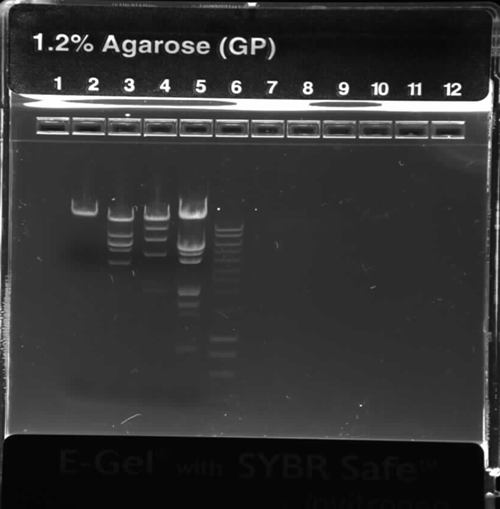 1.2% Agarose (GP)
1 2 3 4 5 6 7 8 9 10 11 12
E-Gel® with SYBR Safe™